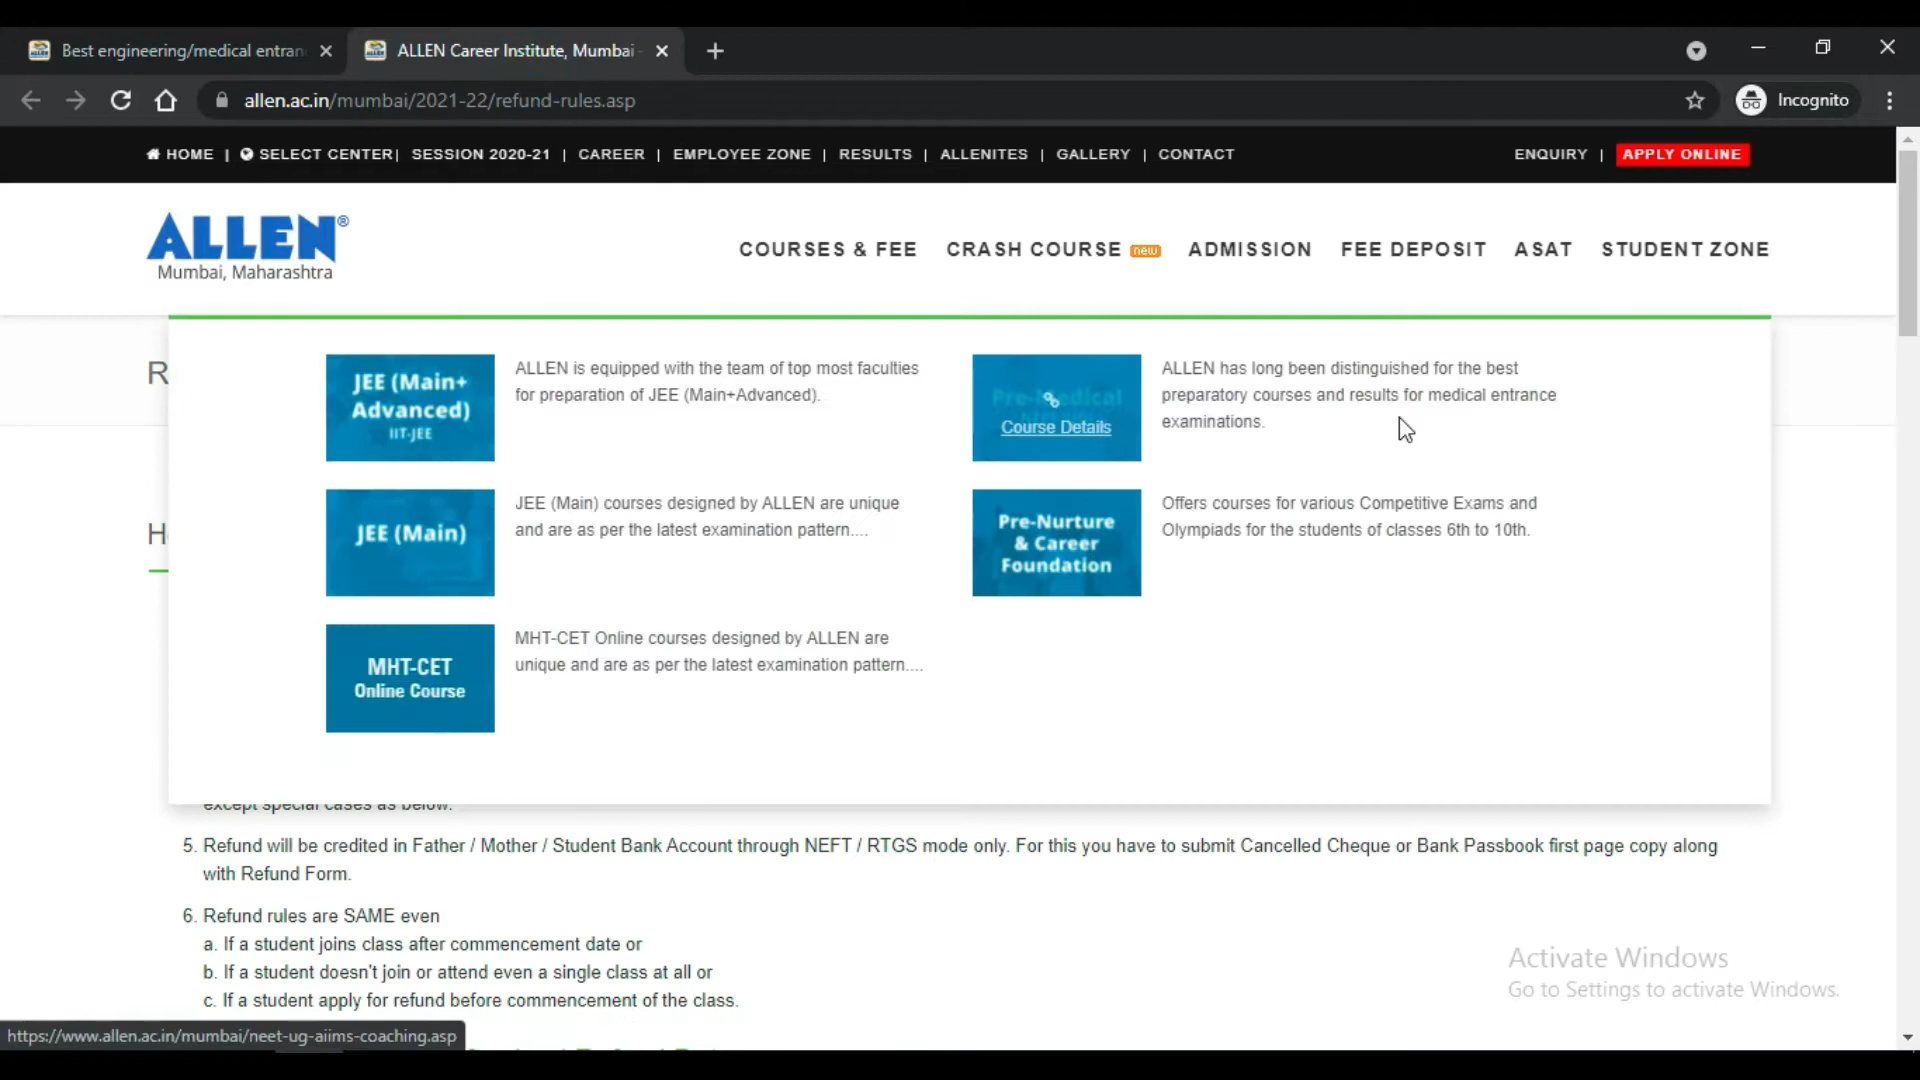 Best engineering/medical entran
ALLEN Career Institute, Mumbai -
allen.ac.in/mumbai/2021-22/refund-rules.asp
Incognito
HOME | SELECT CENTER| SESSION 2020-21 | CAREER | EMPLOYEE ZONE | RESULTS | ALLENITES | GALLERY | CONTACT
ENQUIRY | APPLY ONLINE
ALLEN®
Mumbai, Maharashtra
COURSES & FEE CRASH COURSE new ADMISSION FEE DEPOSIT ASAT STUDENT ZONE
R
H
JEE (Main+
Advanced)
IIT-JEE
ALLEN is equipped with the team of top most faculties
for preparation of JEE (Main+Advanced).
Course Details
ALLEN has long been distinguished for the best
preparatory courses and results for medical entrance
examinations.
JEE (Main)
JEE (Main) courses designed by ALLEN are unique
and are as per the latest examination pattern....
Pre-Nurture
& Career
Foundation
Offers courses for various Competitive Exams and
Olympiads for the students of classes 6th to 10th.
MHT-CET
Online Course
MHT-CET Online courses designed by ALLEN are
unique and are as per the latest examination pattern....
except special cases as below.
5. Refund will be credited in Father / Mother / Student Bank Account through NEFT / RTGS mode only. For this you have to submit Cancelled Cheque or Bank Passbook first page copy along
with Refund Form.
6. Refund rules are SAME even
a. If a student joins class after commencement date or
b. If a student doesn't join or attend even a single class at all or
c. If a student apply for refund before commencement of the class.
Activate Windows
Go to Settings to activate Windows.
https://www.allen.ac.in/mumbai/neet-ug-aiims-coaching.asp